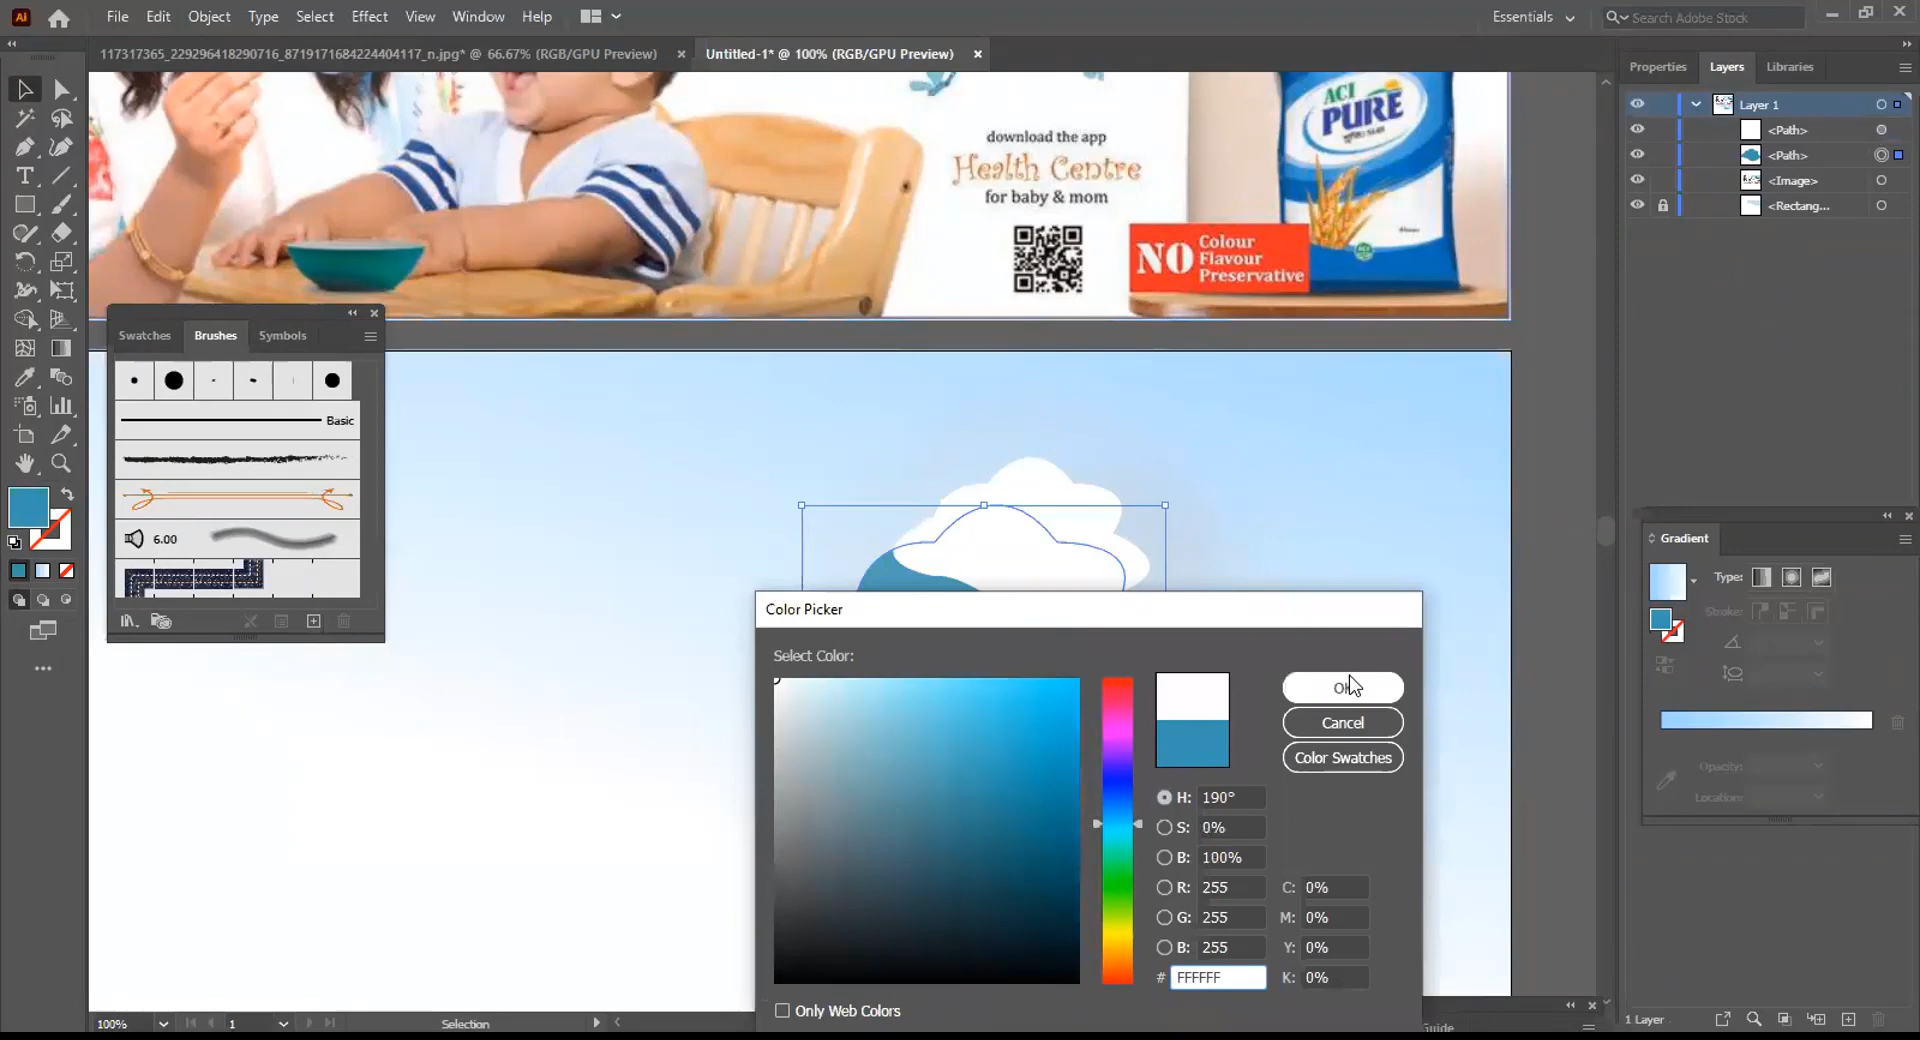 Ai
File Edit Object Type Select Effect View Window Help
Essentials
Search Adobe Stock
117317365_229296418290716_8719171684224404117_n.jpg* @ 66.67% (RGB/GPU Preview) ×
Untitled-1* @ 100% (RGB/GPU Preview) ×
Properties Layers Libraries
Layer 1
<Path>
<Path>
<Image>
<Rectang...
download the app
Health Centre
for baby & mom
NO Colour
Flavour
Preservative
ACI
PURE
Swatches Brushes Symbols
Basic
6.00
Gradient
Type:
Stroke:
Opacity:
Location:
Color Picker
Select Color:
OK
Cancel
Color Swatches
H: 190°
S: 0%
B: 100%
R: 255 C: 0%
G: 255 M: 0%
B: 255 Y: 0%
# FFFFFF K: 0%
Only Web Colors
100% 1 Selection
Guide
1 Layer